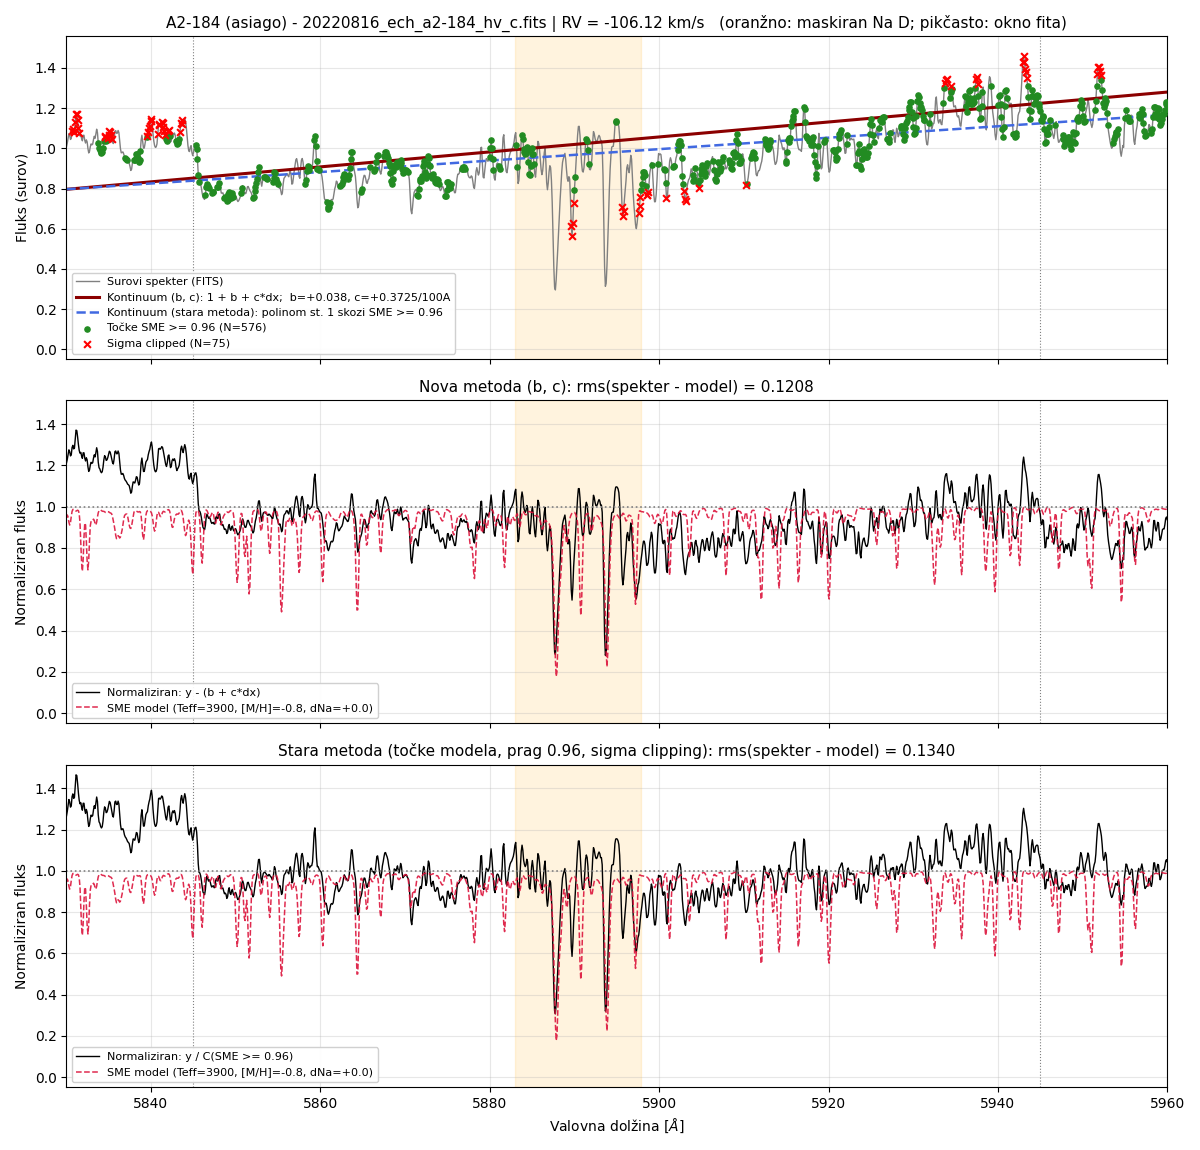 A2-184 (asiago) - 20220816_ech_a2-184_hv_c.fits | RV = -106.12 km/s   (oranžno: maskiran Na D; pikčasto: okno fita)
Fluks (surov)
1.4
1.2
1.0
0.8
0.6
0.4
0.2
0.0
Surovi spekter (FITS)
Kontinuum (b, c): 1 + b + c*dx;  b=+0.038, c=+0.3725/100A
Kontinuum (stara metoda): polinom st. 1 skozi SME >= 0.96
Točke SME >= 0.96 (N=576)
Sigma clipped (N=75)
Nova metoda (b, c): rms(spekter - model) = 0.1208
Normaliziran fluks
1.4
1.2
1.0
0.8
0.6
0.4
0.2
0.0
Normaliziran: y - (b + c*dx)
SME model (Teff=3900, [M/H]=-0.8, dNa=+0.0)
Stara metoda (točke modela, prag 0.96, sigma clipping): rms(spekter - model) = 0.1340
Normaliziran fluks
1.4
1.2
1.0
0.8
0.6
0.4
0.2
0.0
Normaliziran: y / C(SME >= 0.96)
SME model (Teff=3900, [M/H]=-0.8, dNa=+0.0)
5840 5860 5880 5900 5920 5940 5960
Valovna dolžina [Å]